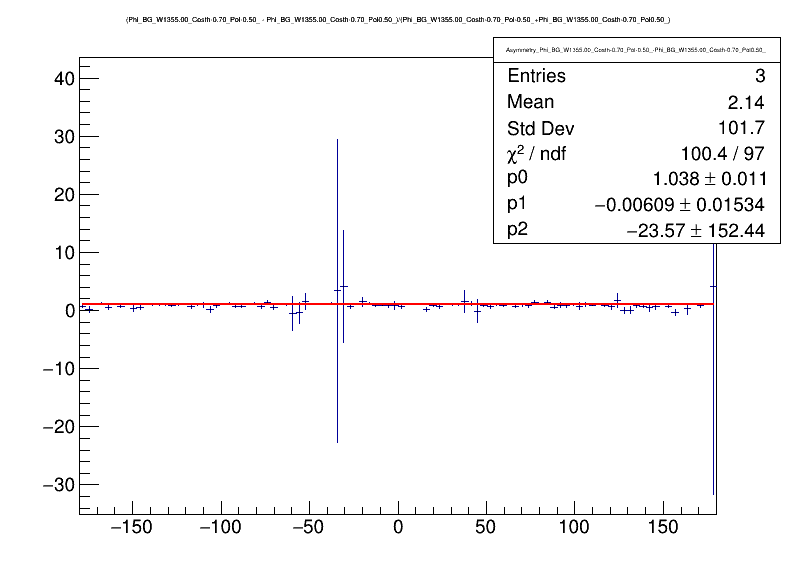 (Phi_BG_W1355.00_Costh-0.70_Pol-0.50_ - Phi_BG_W1355.00_Costh-0.70_Pol0.50_)/(Phi_BG_W1355.00_Costh-0.70_Pol-0.50_+Phi_BG_W1355.00_Costh-0.70_Pol0.50_)
Asymmetry_Phi_BG_W1355.00_Costh-0.70_Pol-0.50_-Phi_BG_W1355.00_Costh-0.70_Pol0.50_
Entries 3
Mean 2.14
Std Dev 101.7
χ² / ndf 100.4 / 97
p0 1.038 ± 0.011
p1 −0.00609 ± 0.01534
p2 −23.57 ± 152.44
40
30
20
10
0
−10
−20
−30
−150 −100 −50 0 50 100 150